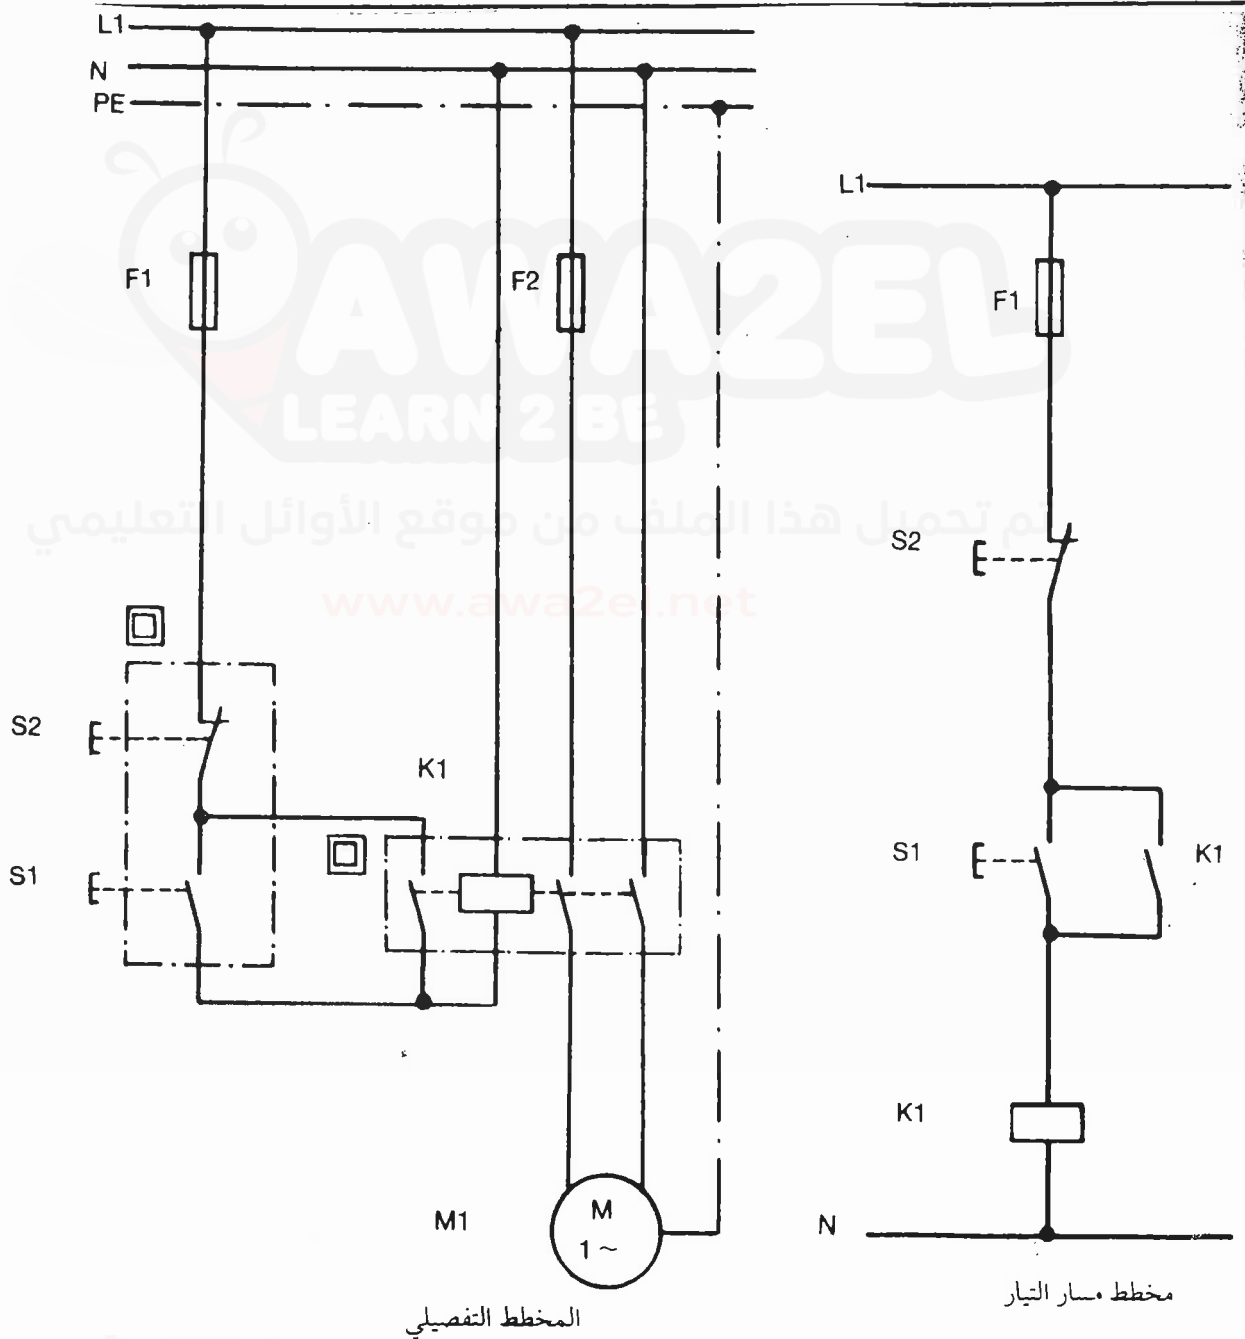 L1
N
PE
F1
F2
S2
K1
S1
M1
M
1 ~
المخطط التفصيلي
L1
F1
S2
S1
K1
K1
N
مخطط مسار التيار
AWA2EL
LEARN 2 BE
تم تحميل هذا الملف من موقع الأوائل التعليمي
www.awa2el.net